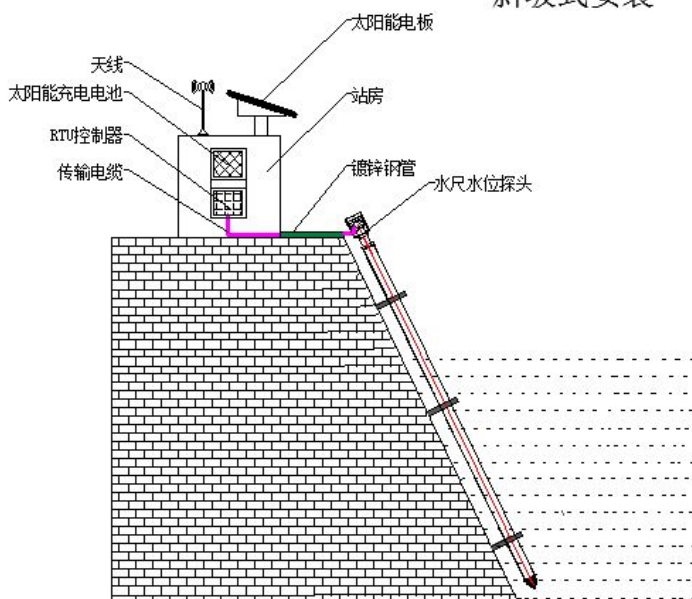 斜坡式安装
太阳能电板
天线
太阳能充电电池
站房
RTU控制器
传输电缆
镀锌钢管
水尺水位探头